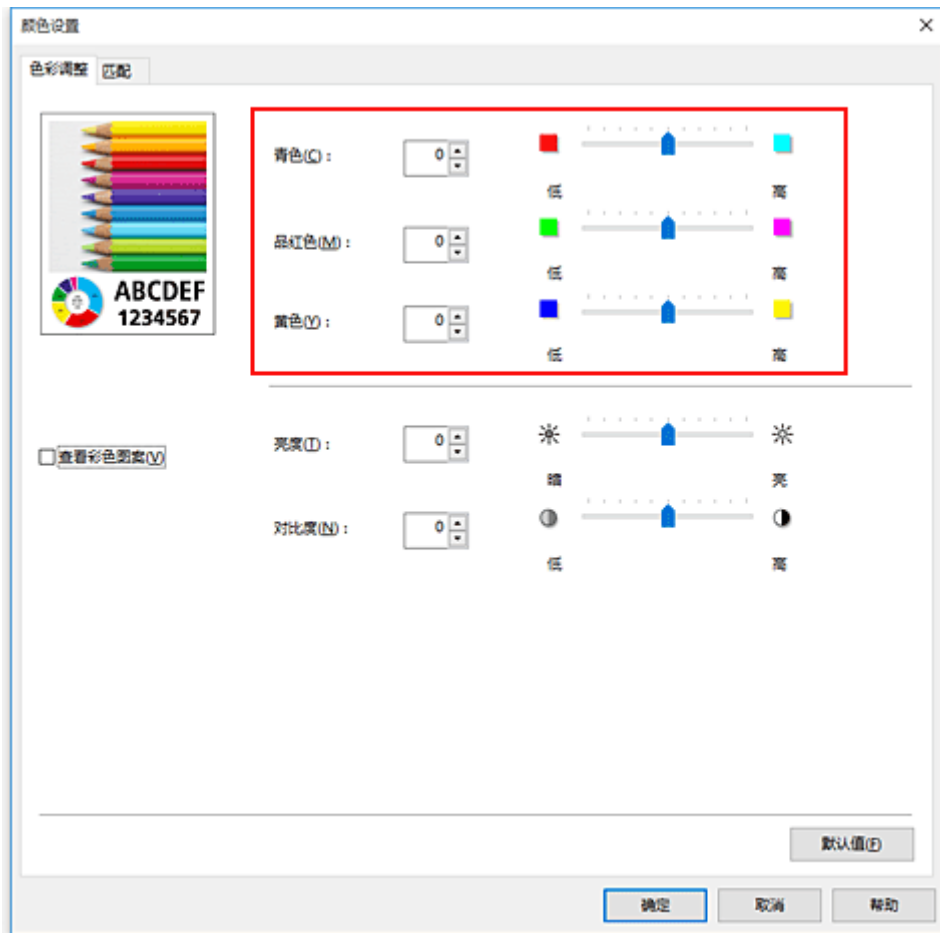 颜色设置
色彩调整 匹配
青色(C)： 0
低 高
品红色(M)： 0
低 高
黄色(Y)： 0
低 高
ABCDEF
1234567
查看彩色图案(V)
亮度(T)： 0
暗 亮
对比度(N)： 0
低 高
默认值(F)
确定 取消 帮助